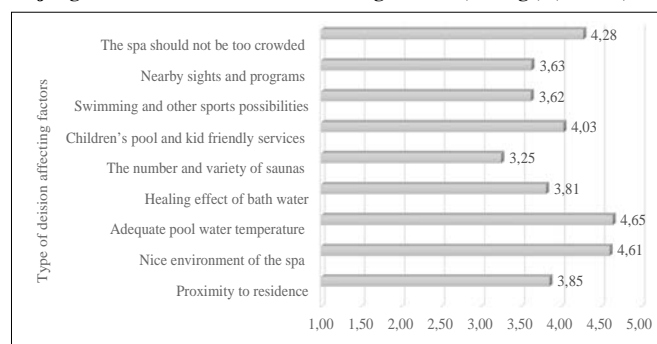 The spa should not be too crowded
4,28
Nearby sights and programs
3,63
Swimming and other sports possibilities
3,62
Children's pool and kid friendly services
4,03
The number and variety of saunas
3,25
Healing effect of bath water
3,81
Adequate pool water temperature
4,65
Nice environment of the spa
4,61
Proximity to residence
3,85
Type of deision affecting factors
1,00 1,50 2,00 2,50 3,00 3,50 4,00 4,50 5,00